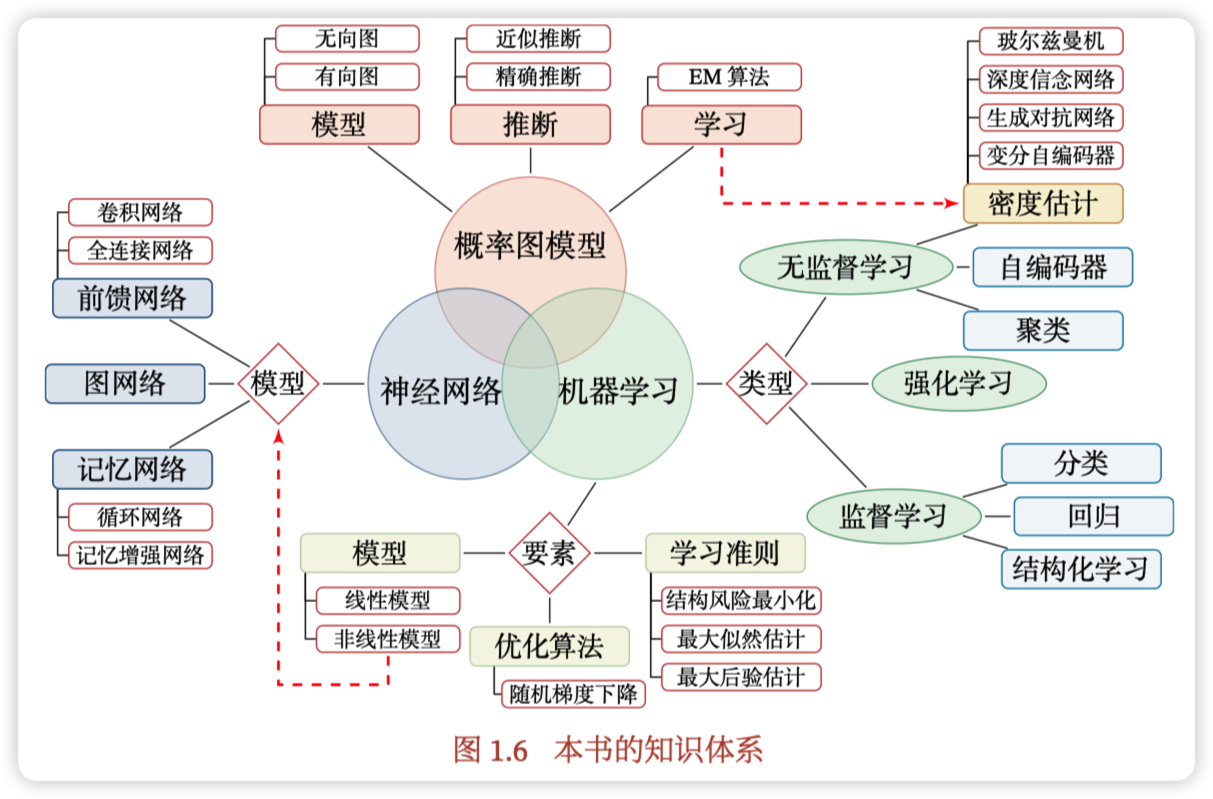 无向图
有向图
模型
近似推断
精确推断
推断
EM 算法
学习
玻尔兹曼机
深度信念网络
生成对抗网络
变分自编码器
密度估计
概率图模型
神经网络
机器学习
卷积网络
全连接网络
前馈网络
图网络
模型
记忆网络
循环网络
记忆增强网络
类型
无监督学习
自编码器
聚类
强化学习
监督学习
分类
回归
结构化学习
要素
模型
线性模型
非线性模型
优化算法
随机梯度下降
学习准则
结构风险最小化
最大似然估计
最大后验估计
图 1.6 本书的知识体系